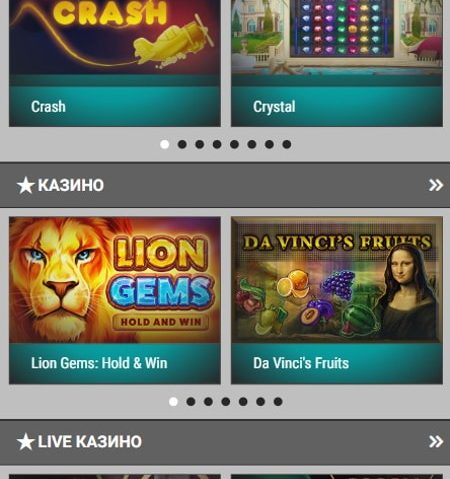 CRASH
Crash
Crystal
КАЗИНО
LION
GEMS
HOLD AND WIN
DA VINCI'S FRUITS
Lion Gems: Hold & Win
Da Vinci's Fruits
LIVE КАЗИНО